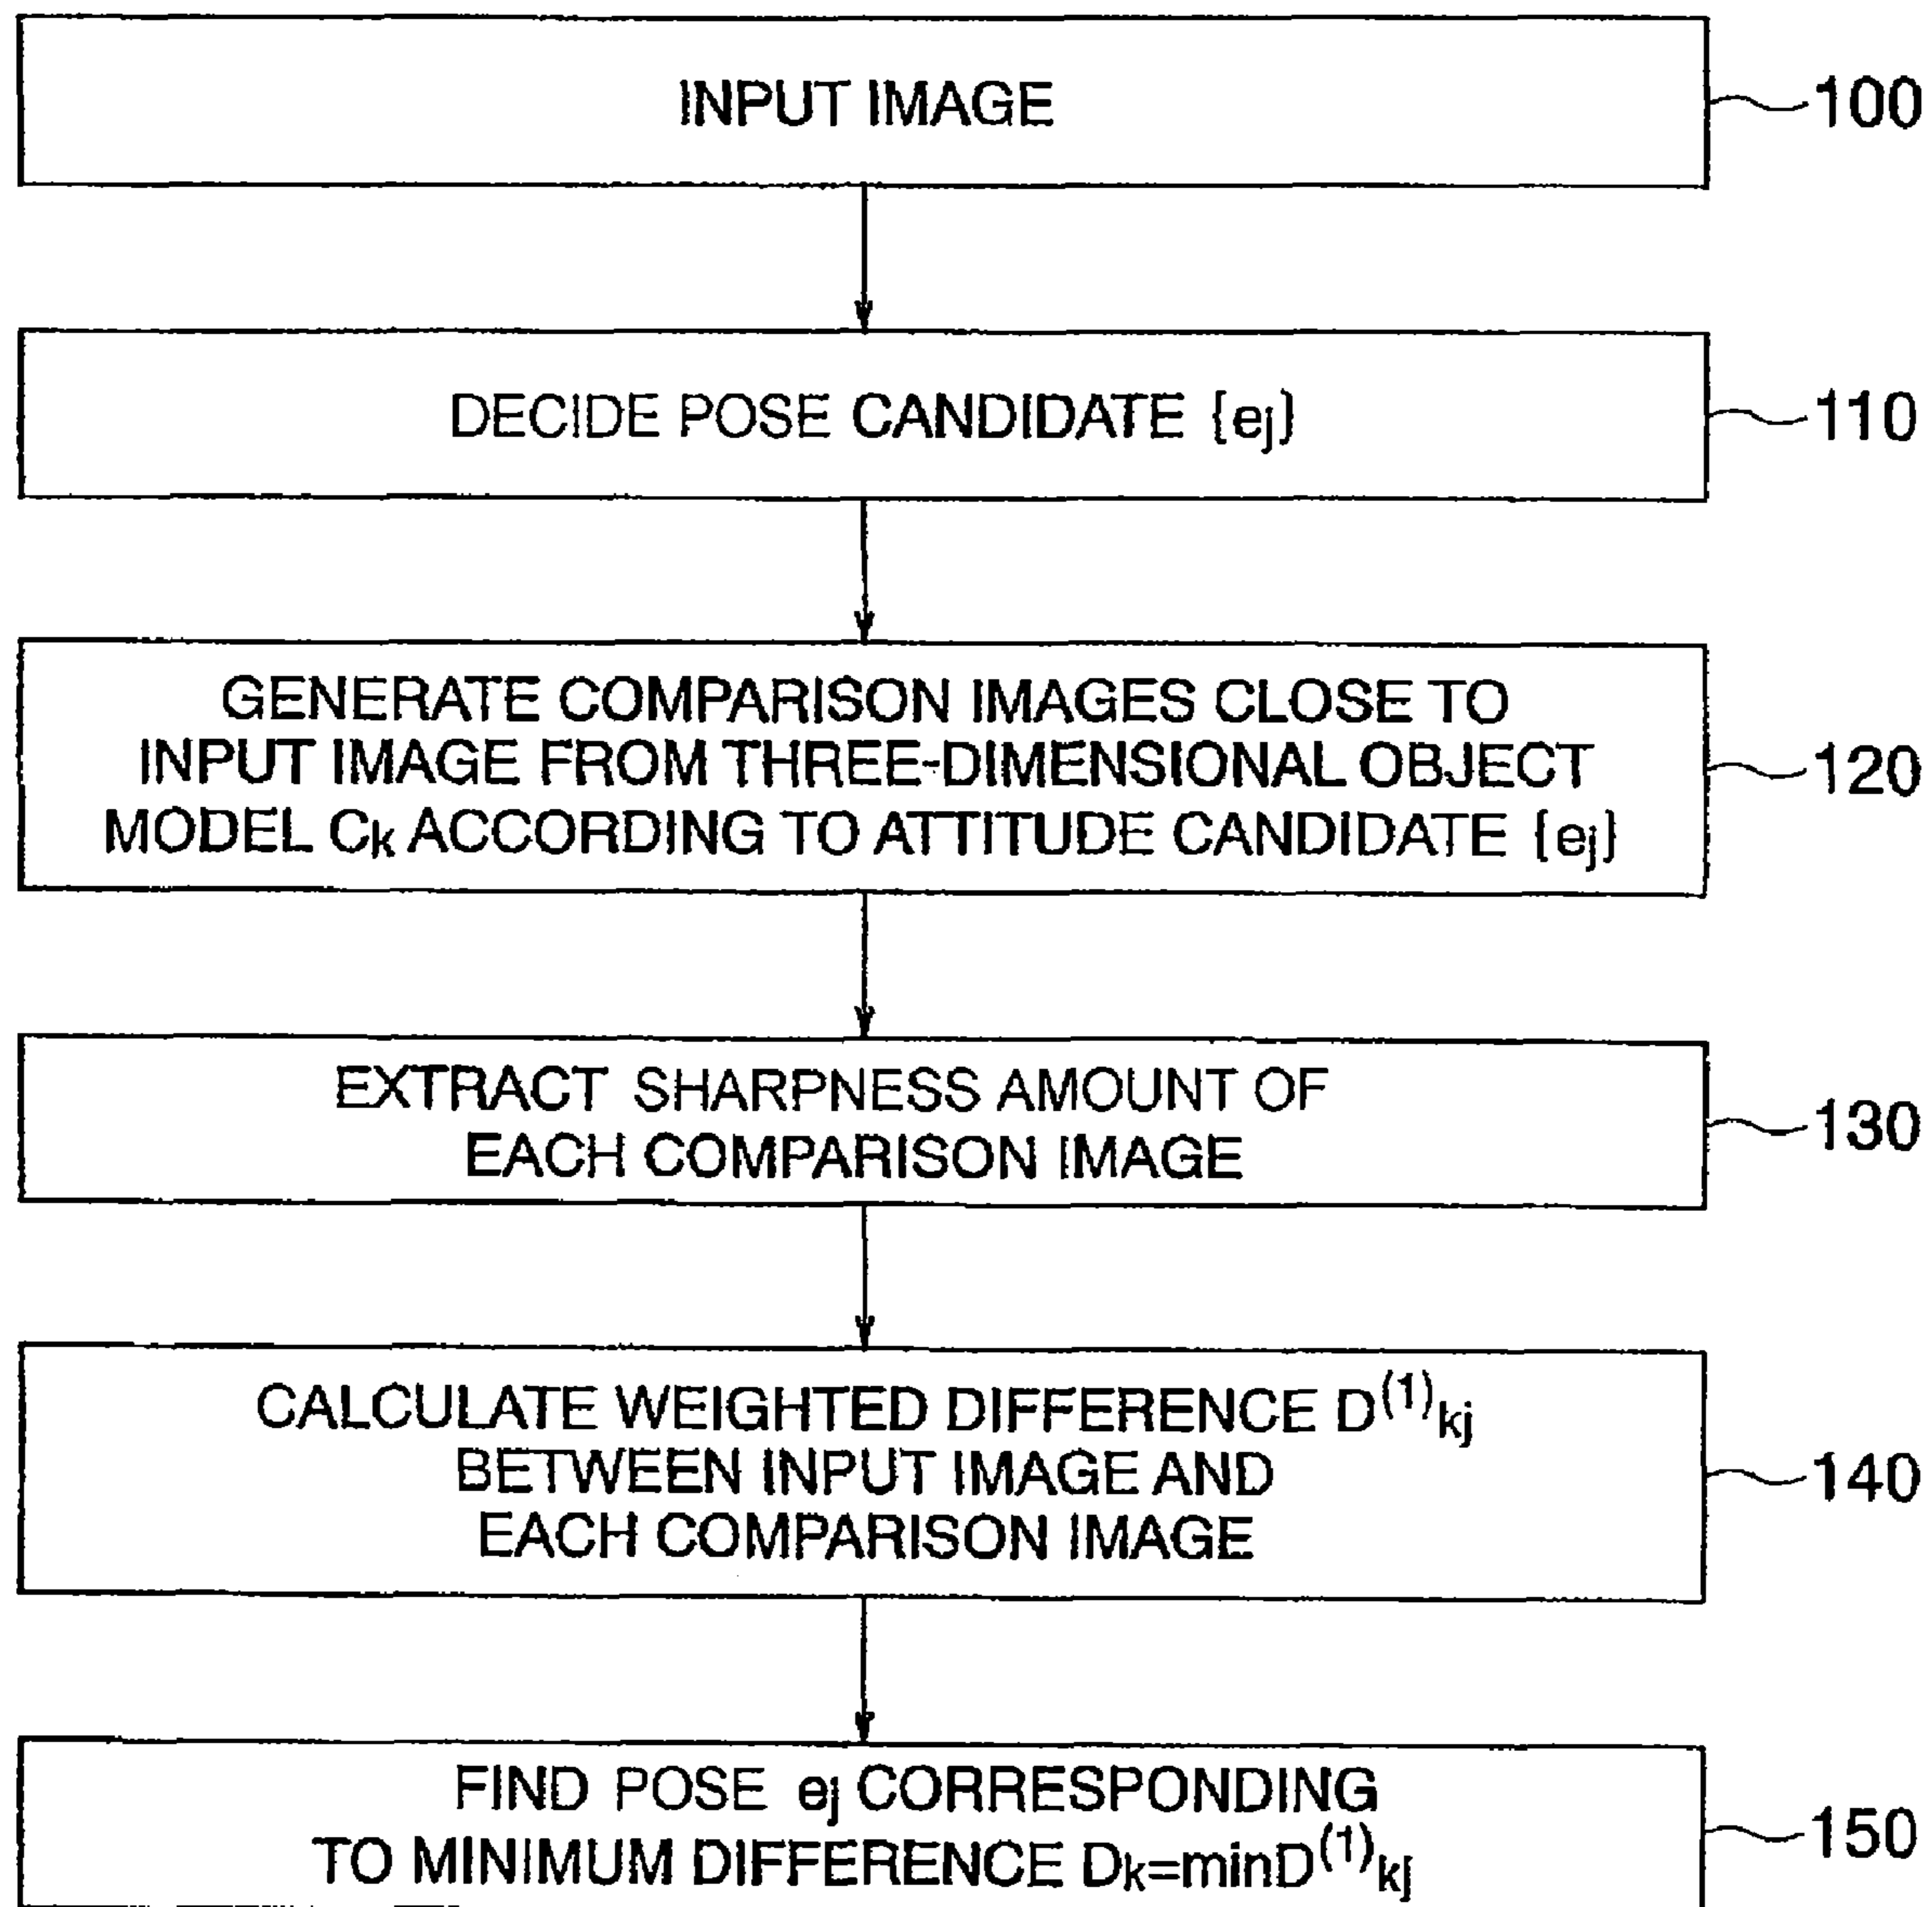 INPUT IMAGE
100
DECIDE POSE CANDIDATE {ej}
110
GENERATE COMPARISON IMAGES CLOSE TO
INPUT IMAGE FROM THREE-DIMENSIONAL OBJECT
MODEL Ck ACCORDING TO ATTITUDE CANDIDATE {ej}
120
EXTRACT SHARPNESS AMOUNT OF
EACH COMPARISON IMAGE
130
CALCULATE WEIGHTED DIFFERENCE D(1)kj
BETWEEN INPUT IMAGE AND
EACH COMPARISON IMAGE
140
FIND POSE ej CORRESPONDING
TO MINIMUM DIFFERENCE Dk=minD(1)kj
150